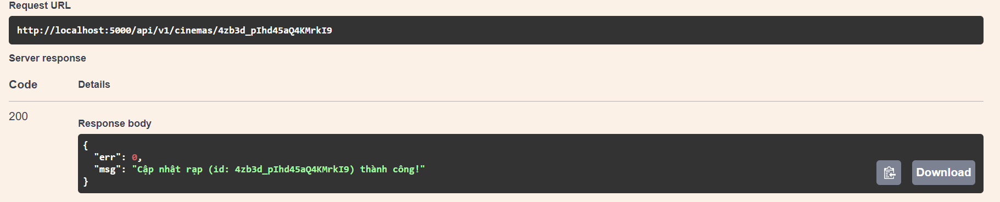 Request URL
http://localhost:5000/api/v1/cinemas/4zb3d_pIhd45aQ4KMrkI9
Server response
Code Details
200
Response body
{
"err": 0,
"msg": "Cập nhật rạp (id: 4zb3d_pIhd45aQ4KMrkI9) thành công!"
}
Download